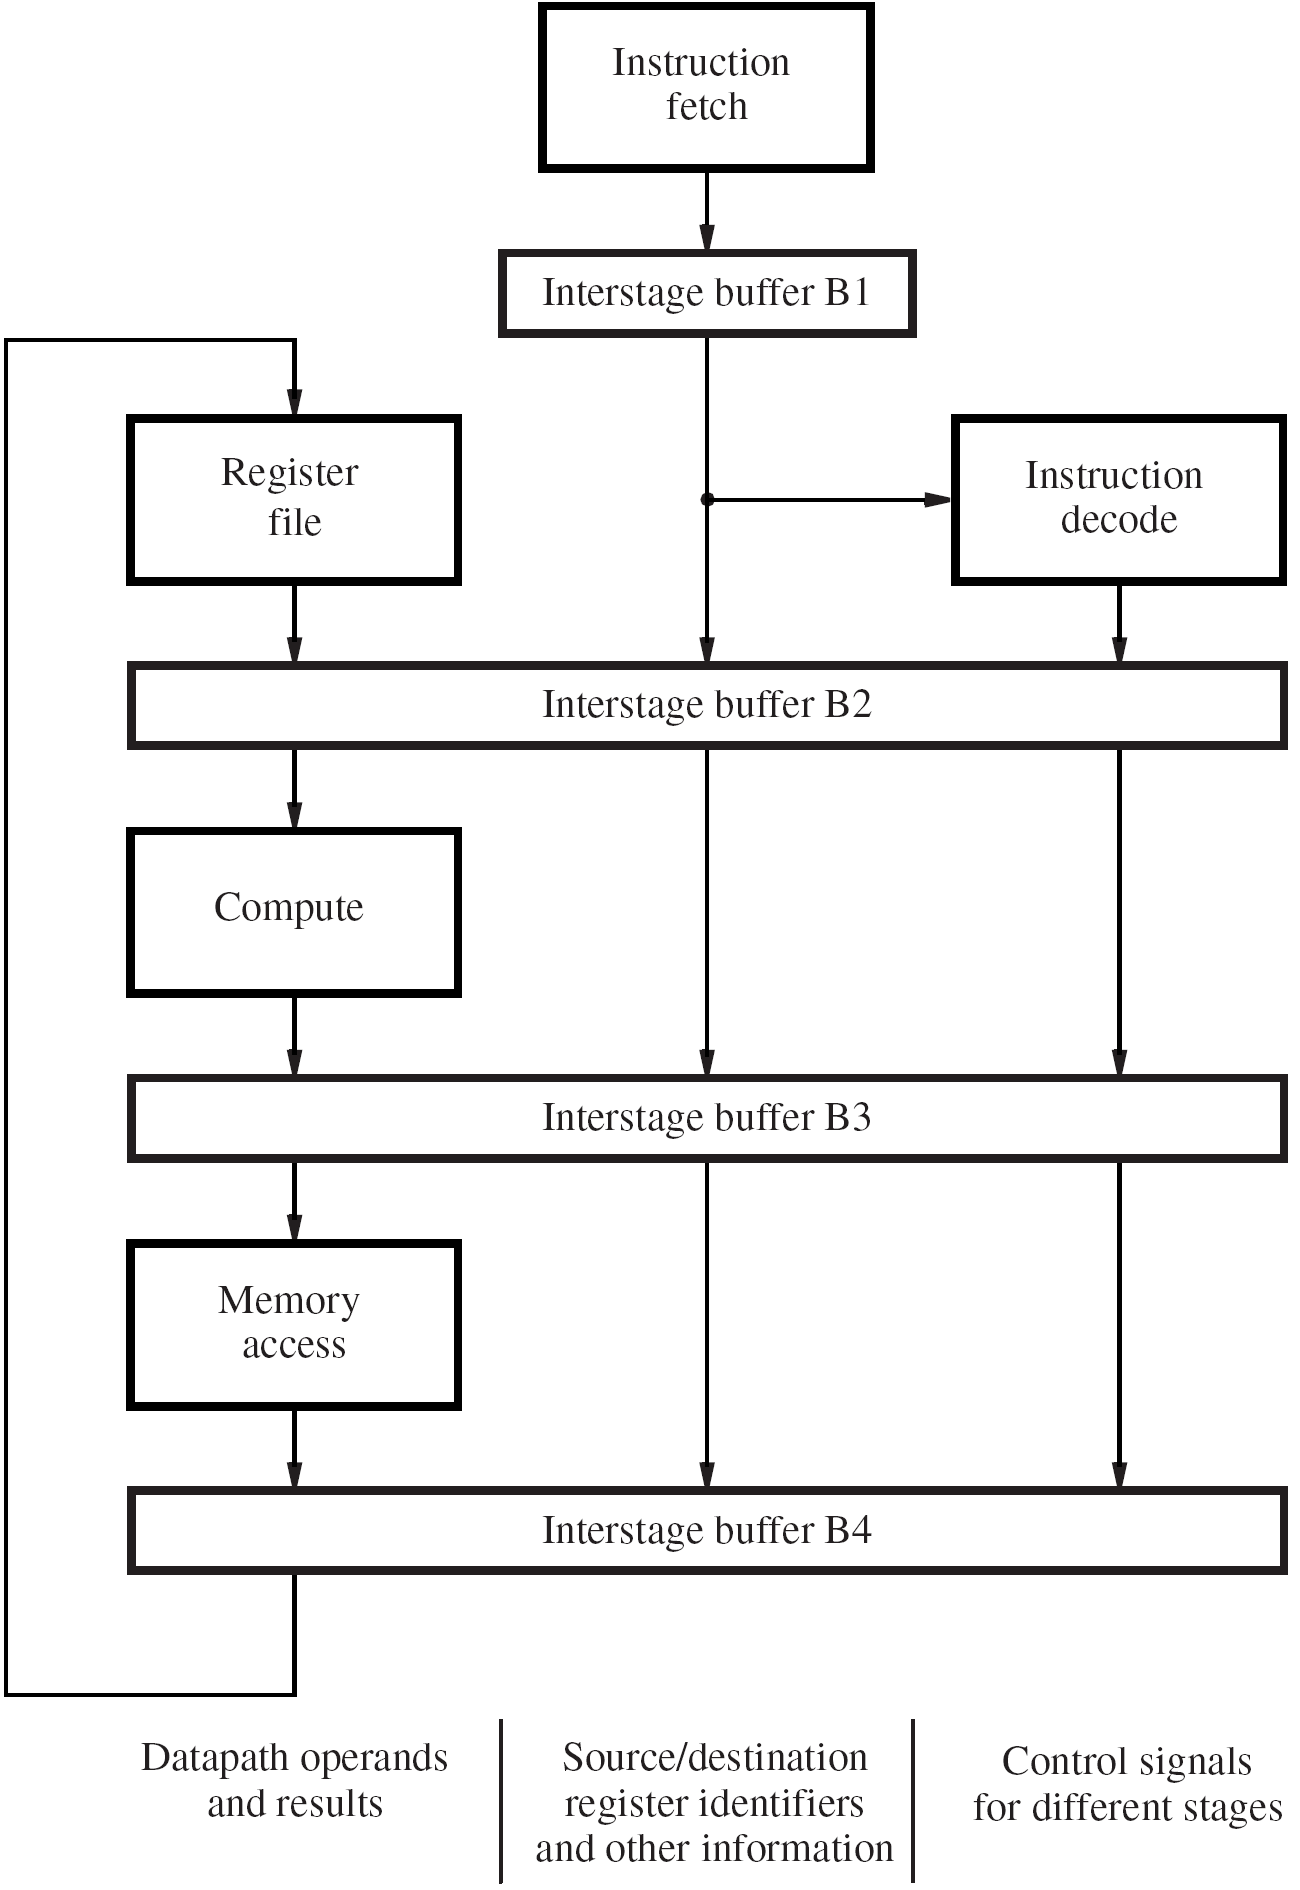 Instruction
fetch
Interstage buffer B1
Register
file
Instruction
decode
Interstage buffer B2
Compute
Interstage buffer B3
Memory
access
Interstage buffer B4
Datapath operands
and results
Source/destination
register identifiers
and other information
Control signals
for different stages